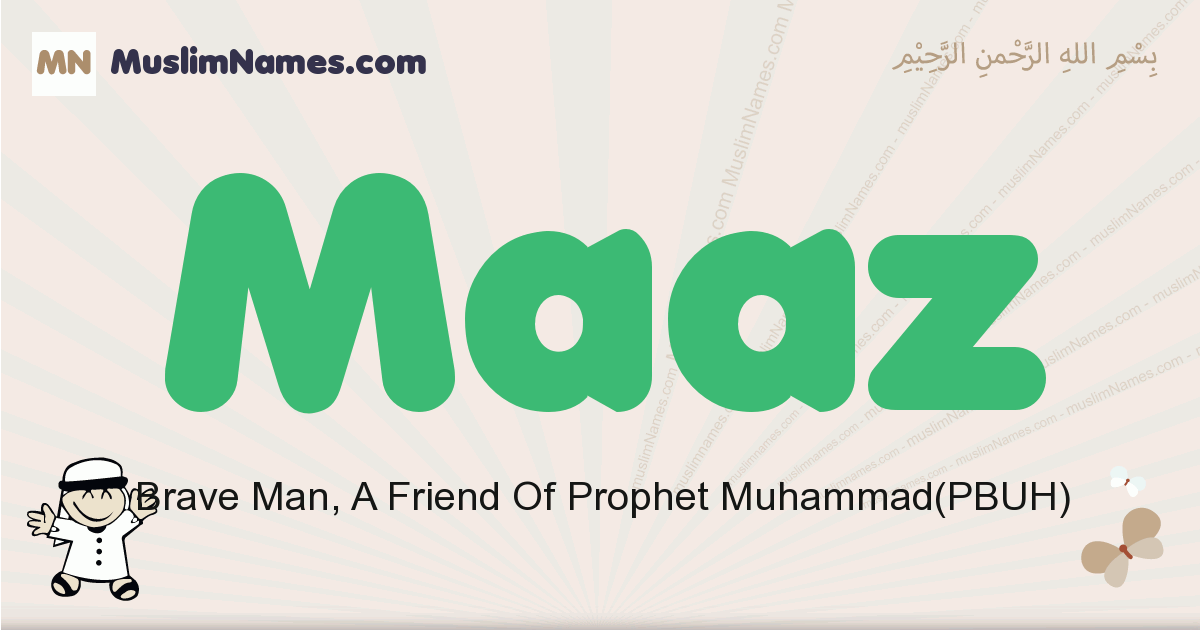 MN MuslimNames.com
بِسْمِ اللهِ الرَّحْمنِ الرَّحِيْمِ
Maaz
Brave Man, A Friend Of Prophet Muhammad(PBUH)